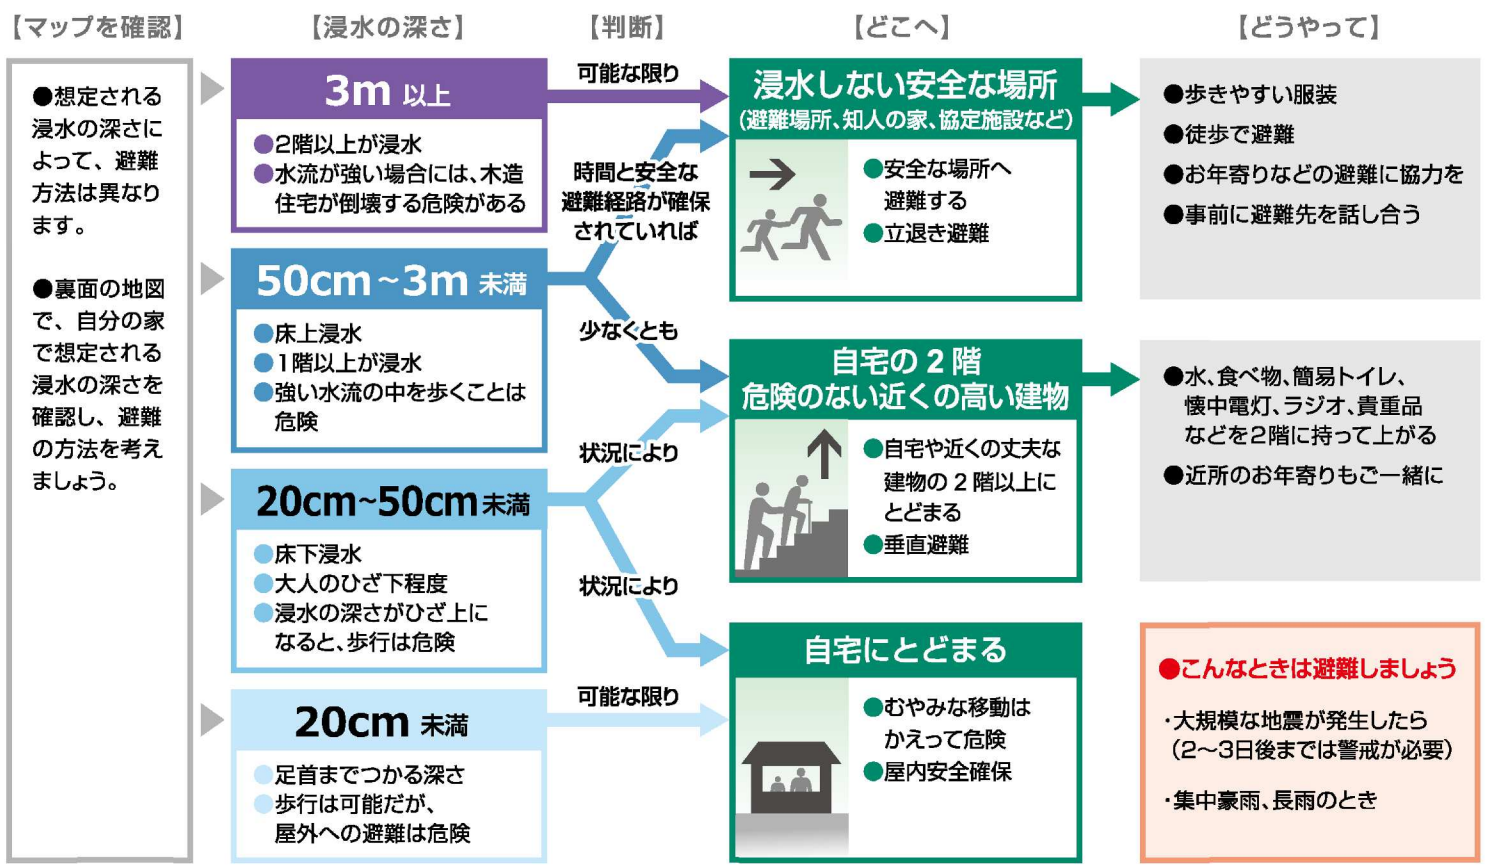 【マップを確認】
【浸水の深さ】
【判断】
【どこへ】
【どうやって】
●想定される
浸水の深さに
よって、避難
方法は異なり
ます。
●裏面の地図
で、自分の家
で想定される
浸水の深さを
確認し、避難
の方法を考え
ましょう。
3m 以上
●2階以上が浸水
●水流が強い場合には、木造
住宅が倒壊する危険がある
50cm~3m 未満
●床上浸水
●1階以上が浸水
●強い水流の中を歩くことは
危険
20cm~50cm未満
●床下浸水
●大人のひざ下程度
●浸水の深さがひざ上に
なると、歩行は危険
20cm 未満
●足首までつかる深さ
●歩行は可能だが、
屋外への避難は危険
可能な限り
時間と安全な
避難経路が確保
されていれば
少なくとも
状況により
状況により
可能な限り
浸水しない安全な場所
(避難場所、知人の家、協定施設など)
●安全な場所へ
避難する
●立退き避難
自宅の2階
危険のない近くの高い建物
●自宅や近くの丈夫な
建物の2階以上に
とどまる
●垂直避難
自宅にとどまる
●むやみな移動は
かえって危険
●屋内安全確保
●歩きやすい服装
●徒歩で避難
●お年寄りなどの避難に協力を
●事前に避難先を話し合う
●水、食べ物、簡易トイレ、
懐中電灯、ラジオ、貴重品
などを2階に持って上がる
●近所のお年寄りもご一緒に
●こんなときは避難しましょう
・大規模な地震が発生したら
(2〜3日後までは警戒が必要)
・集中豪雨、長雨のとき